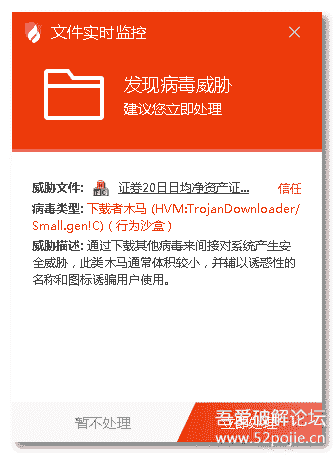 文件实时监控
发现病毒威胁
建议您立即处理
威胁文件: 证券20日日均净资产证... 信任
病毒类型: 下载者木马 (HVM:TrojanDownloader/
Small.gen!C) (行为沙盒)
威胁描述: 通过下载其他病毒来间接对系统产生安
全威胁，此类木马通常体积较小，并辅以诱惑性的
名称和图标诱骗用户使用。
暂不处理 立即处理
吾爱破解论坛
www.52pojie.cn